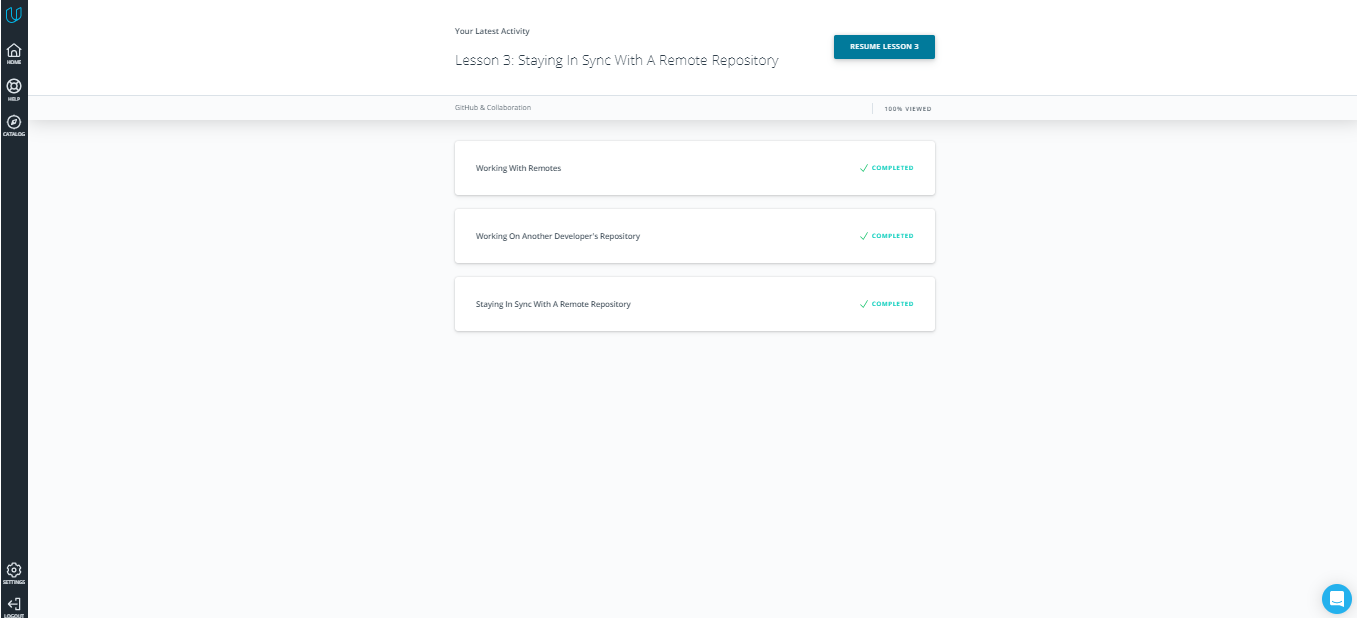 Your Latest Activity
Lesson 3: Staying In Sync With A Remote Repository
RESUME LESSON 3
HOME
HELP
CATALOG
GitHub & Collaboration
100% VIEWED
Working With Remotes
COMPLETED
Working On Another Developer's Repository
COMPLETED
Staying In Sync With A Remote Repository
COMPLETED
SETTINGS
LOGOUT